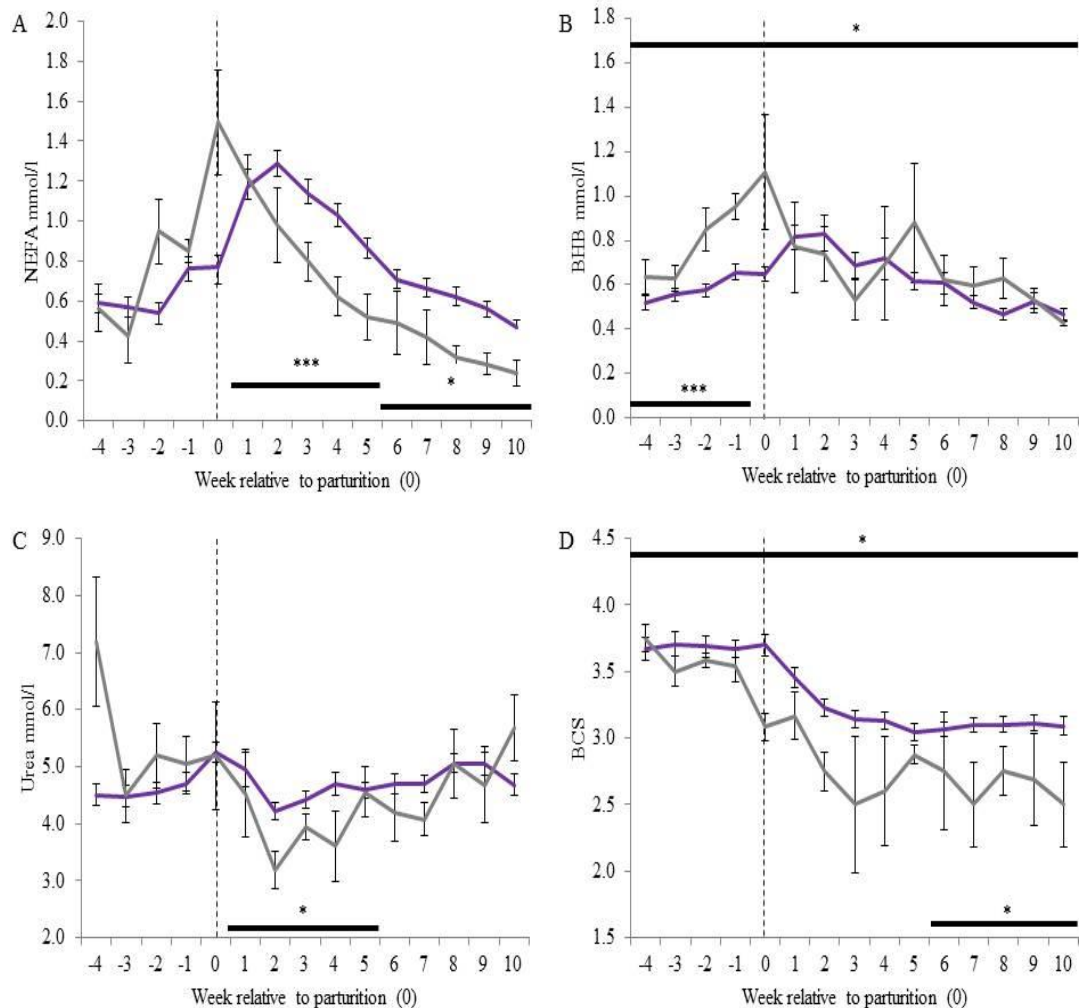 A
NEFA mmol/l
2.0
1.8
1.6
1.4
1.2
1.0
0.8
0.6
0.4
0.2
0.0
***
*
-4 -3 -2 -1 0 1 2 3 4 5 6 7 8 9 10
Week relative to parturition (0)
B
BHB mmol/l
1.8
1.6
1.4
1.2
1.0
0.8
0.6
0.4
0.2
0.0
*
***
-4 -3 -2 -1 0 1 2 3 4 5 6 7 8 9 10
Week relative to parturition (0)
C
Urea mmol/l
9.0
8.0
7.0
6.0
5.0
4.0
3.0
2.0
*
-4 -3 -2 -1 0 1 2 3 4 5 6 7 8 9 10
Week relative to parturition (0)
D
BCS
4.5
4.0
3.5
3.0
2.5
2.0
1.5
*
*
-4 -3 -2 -1 0 1 2 3 4 5 6 7 8 9 10
Week relative to parturition (0)